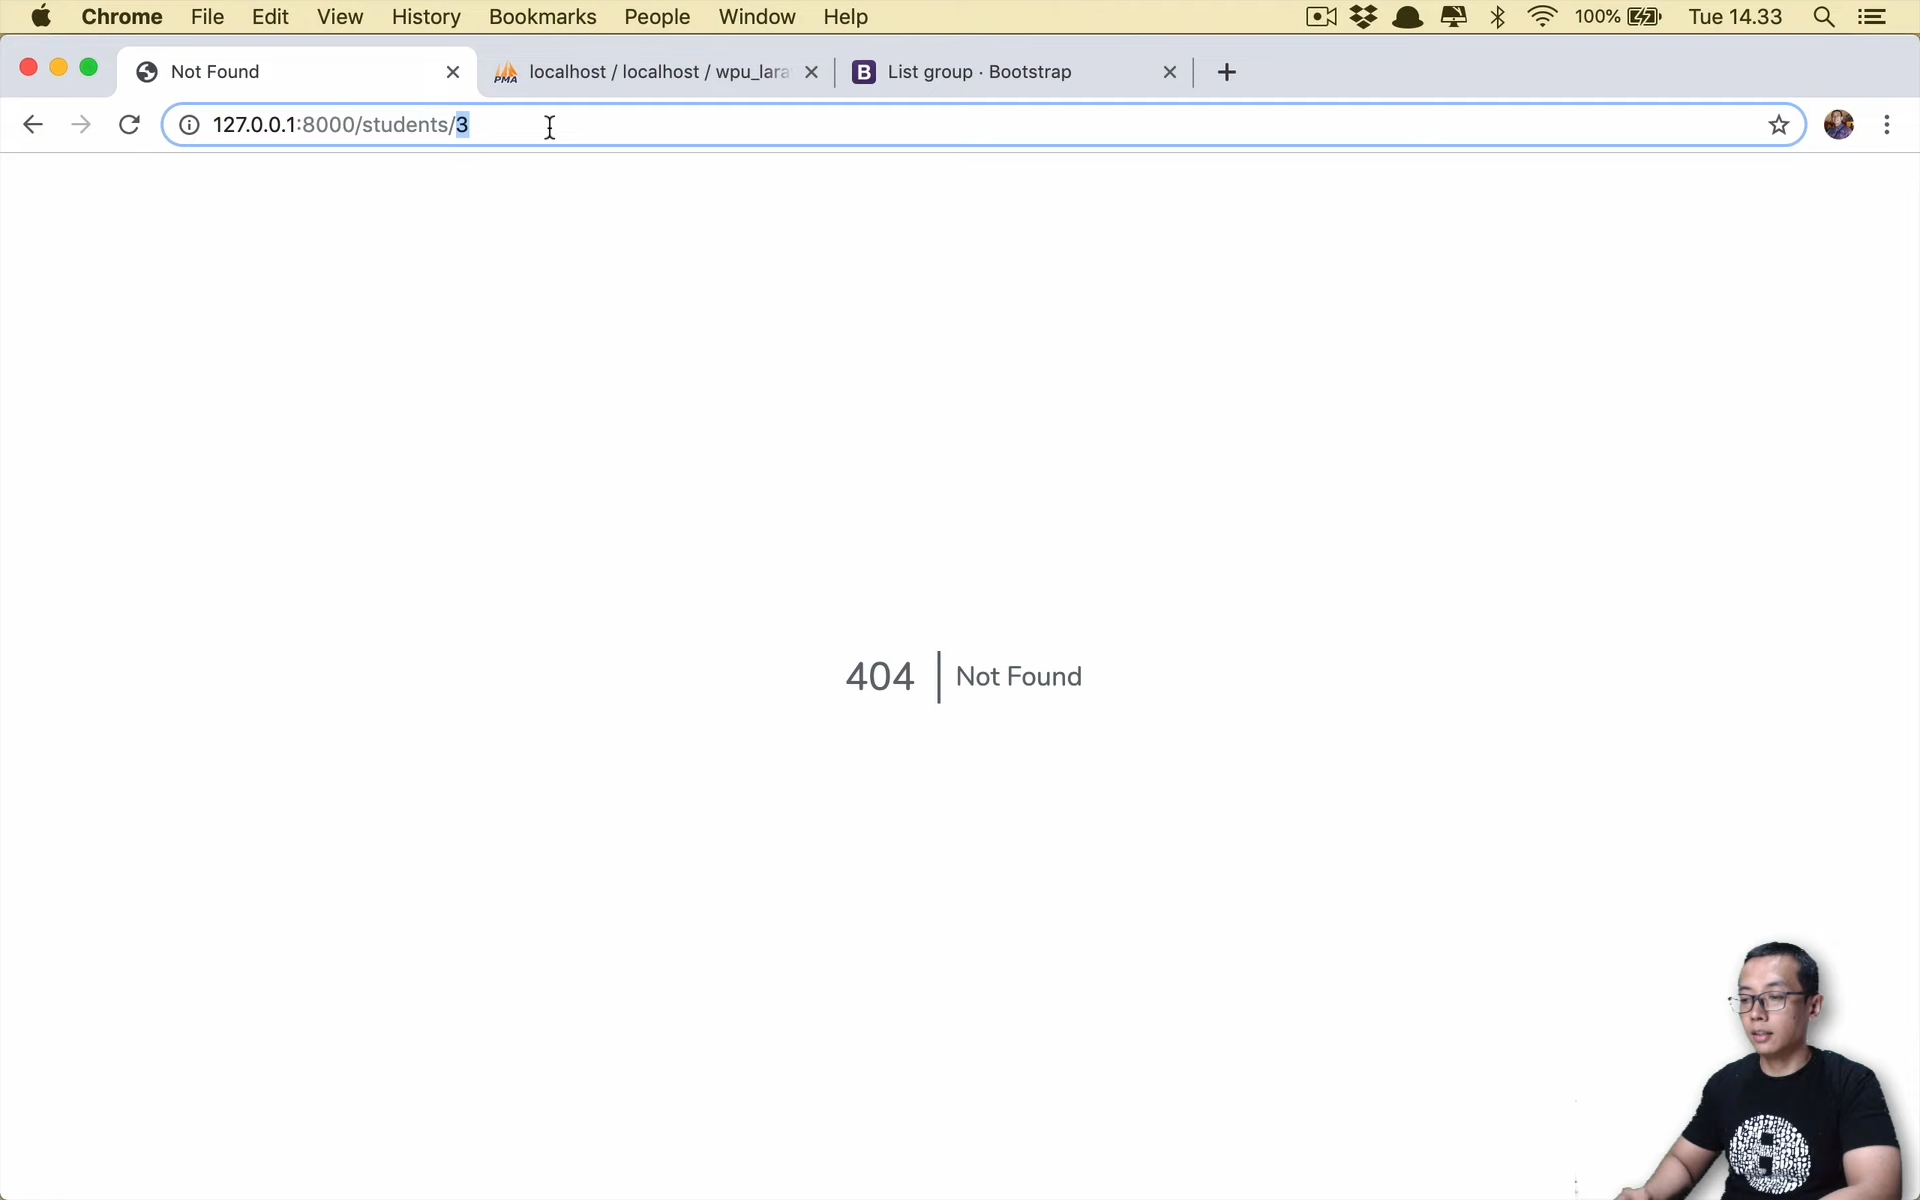 Chrome File Edit View History Bookmarks People Window Help 100% Tue 14.33
Not Found PMA localhost / localhost / wpu_lara B List group · Bootstrap
127.0.0.1:8000/students/3
404 Not Found